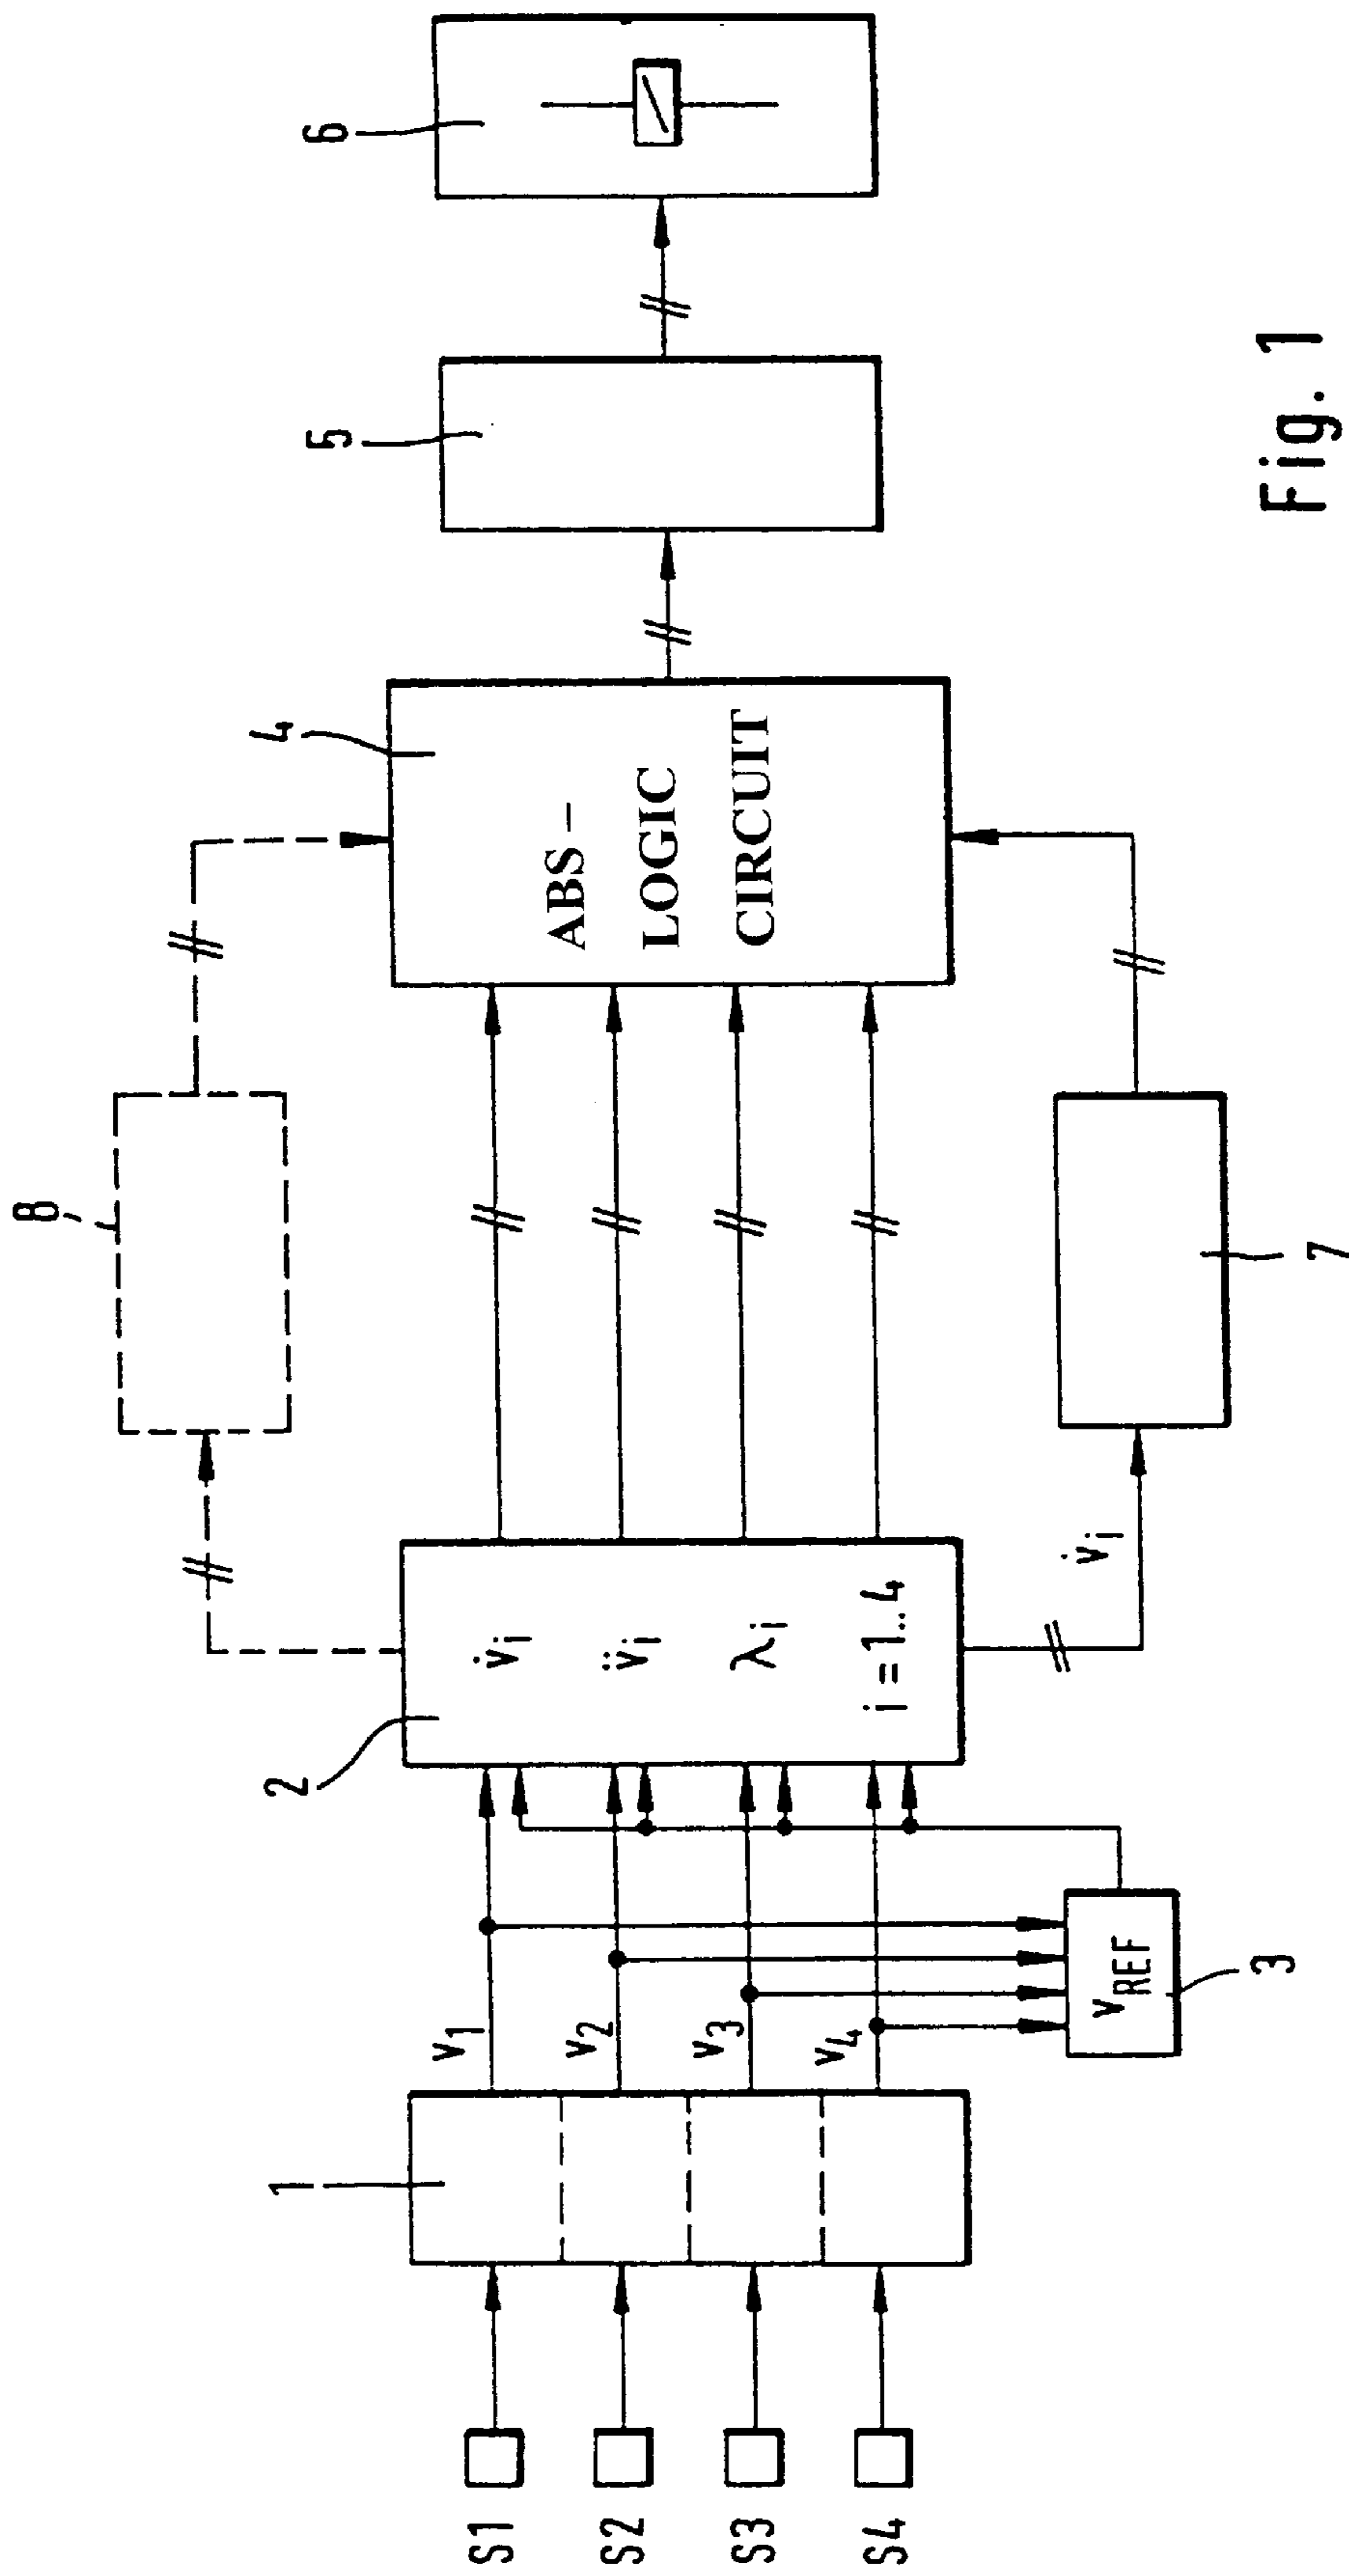 8
4
5
6
2
1
S1
S2
S3
S4
v1
v2
v3
v4
v̇i
v̈i
λi
i = 1.. 4
ABS –
LOGIC
CIRCUIT
v̇i
vREF
3
7
Fig. 1